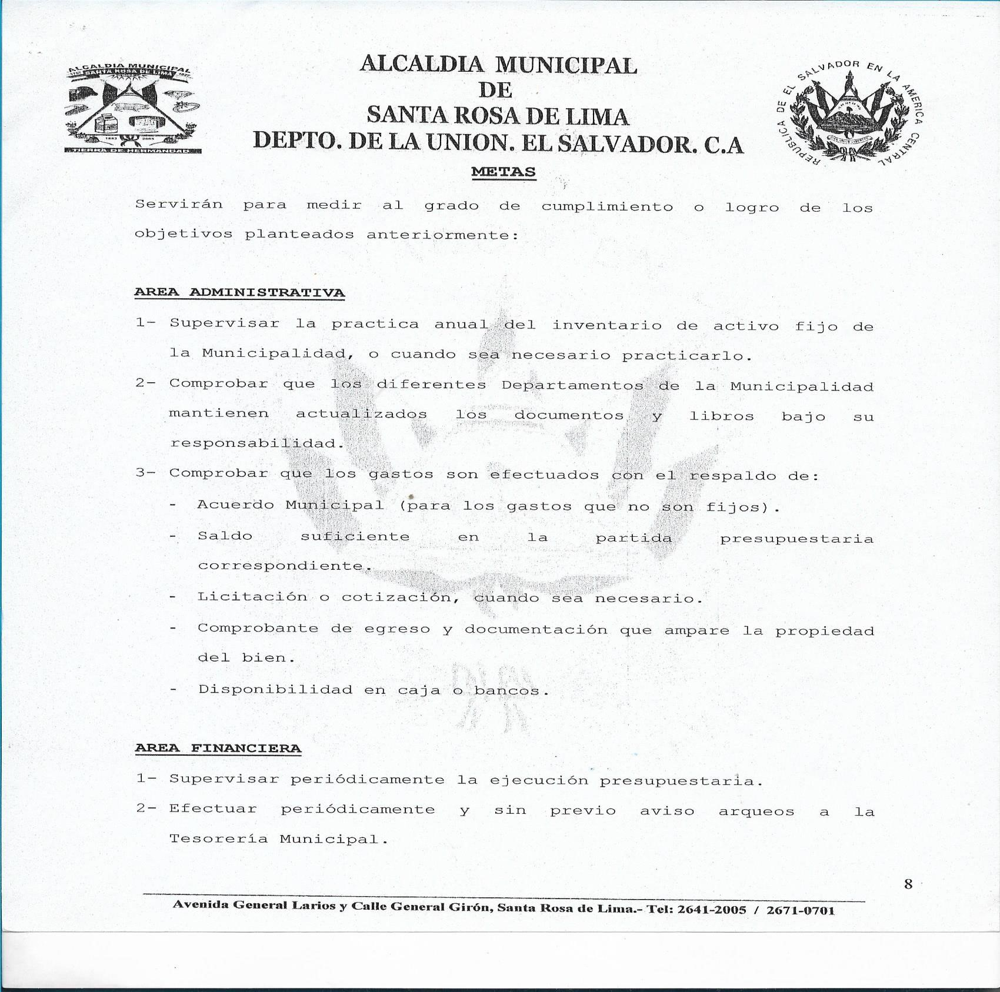 ALCALDIA MUNICIPAL
DE
SANTA ROSA DE LIMA
DEPTO. DE LA UNION. EL SALVADOR. C.A
ALCALDIA MUNICIPAL
SANTA ROSA DE LIMA
TIERRA DE HERMANDAD
REPUBLICA DE EL SALVADOR EN LA AMERICA CENTRAL
METAS
Servirán para medir al grado de cumplimiento o logro de los
objetivos planteados anteriormente:
AREA ADMINISTRATIVA
1- Supervisar la practica anual del inventario de activo fijo de
la Municipalidad, o cuando sea necesario practicarlo.
2- Comprobar que los diferentes Departamentos de la Municipalidad
mantienen actualizados los documentos y libros bajo su
responsabilidad.
3- Comprobar que los gastos son efectuados con el respaldo de:
- Acuerdo Municipal (para los gastos que no son fijos).
- Saldo suficiente en la partida presupuestaria
correspondiente.
- Licitación o cotización, cuando sea necesario.
- Comprobante de egreso y documentación que ampare la propiedad
del bien.
- Disponibilidad en caja o bancos.
AREA FINANCIERA
1- Supervisar periódicamente la ejecución presupuestaria.
2- Efectuar periódicamente y sin previo aviso arqueos a la
Tesorería Municipal.
8
Avenida General Larios y Calle General Girón, Santa Rosa de Lima.- Tel: 2641-2005 / 2671-0701